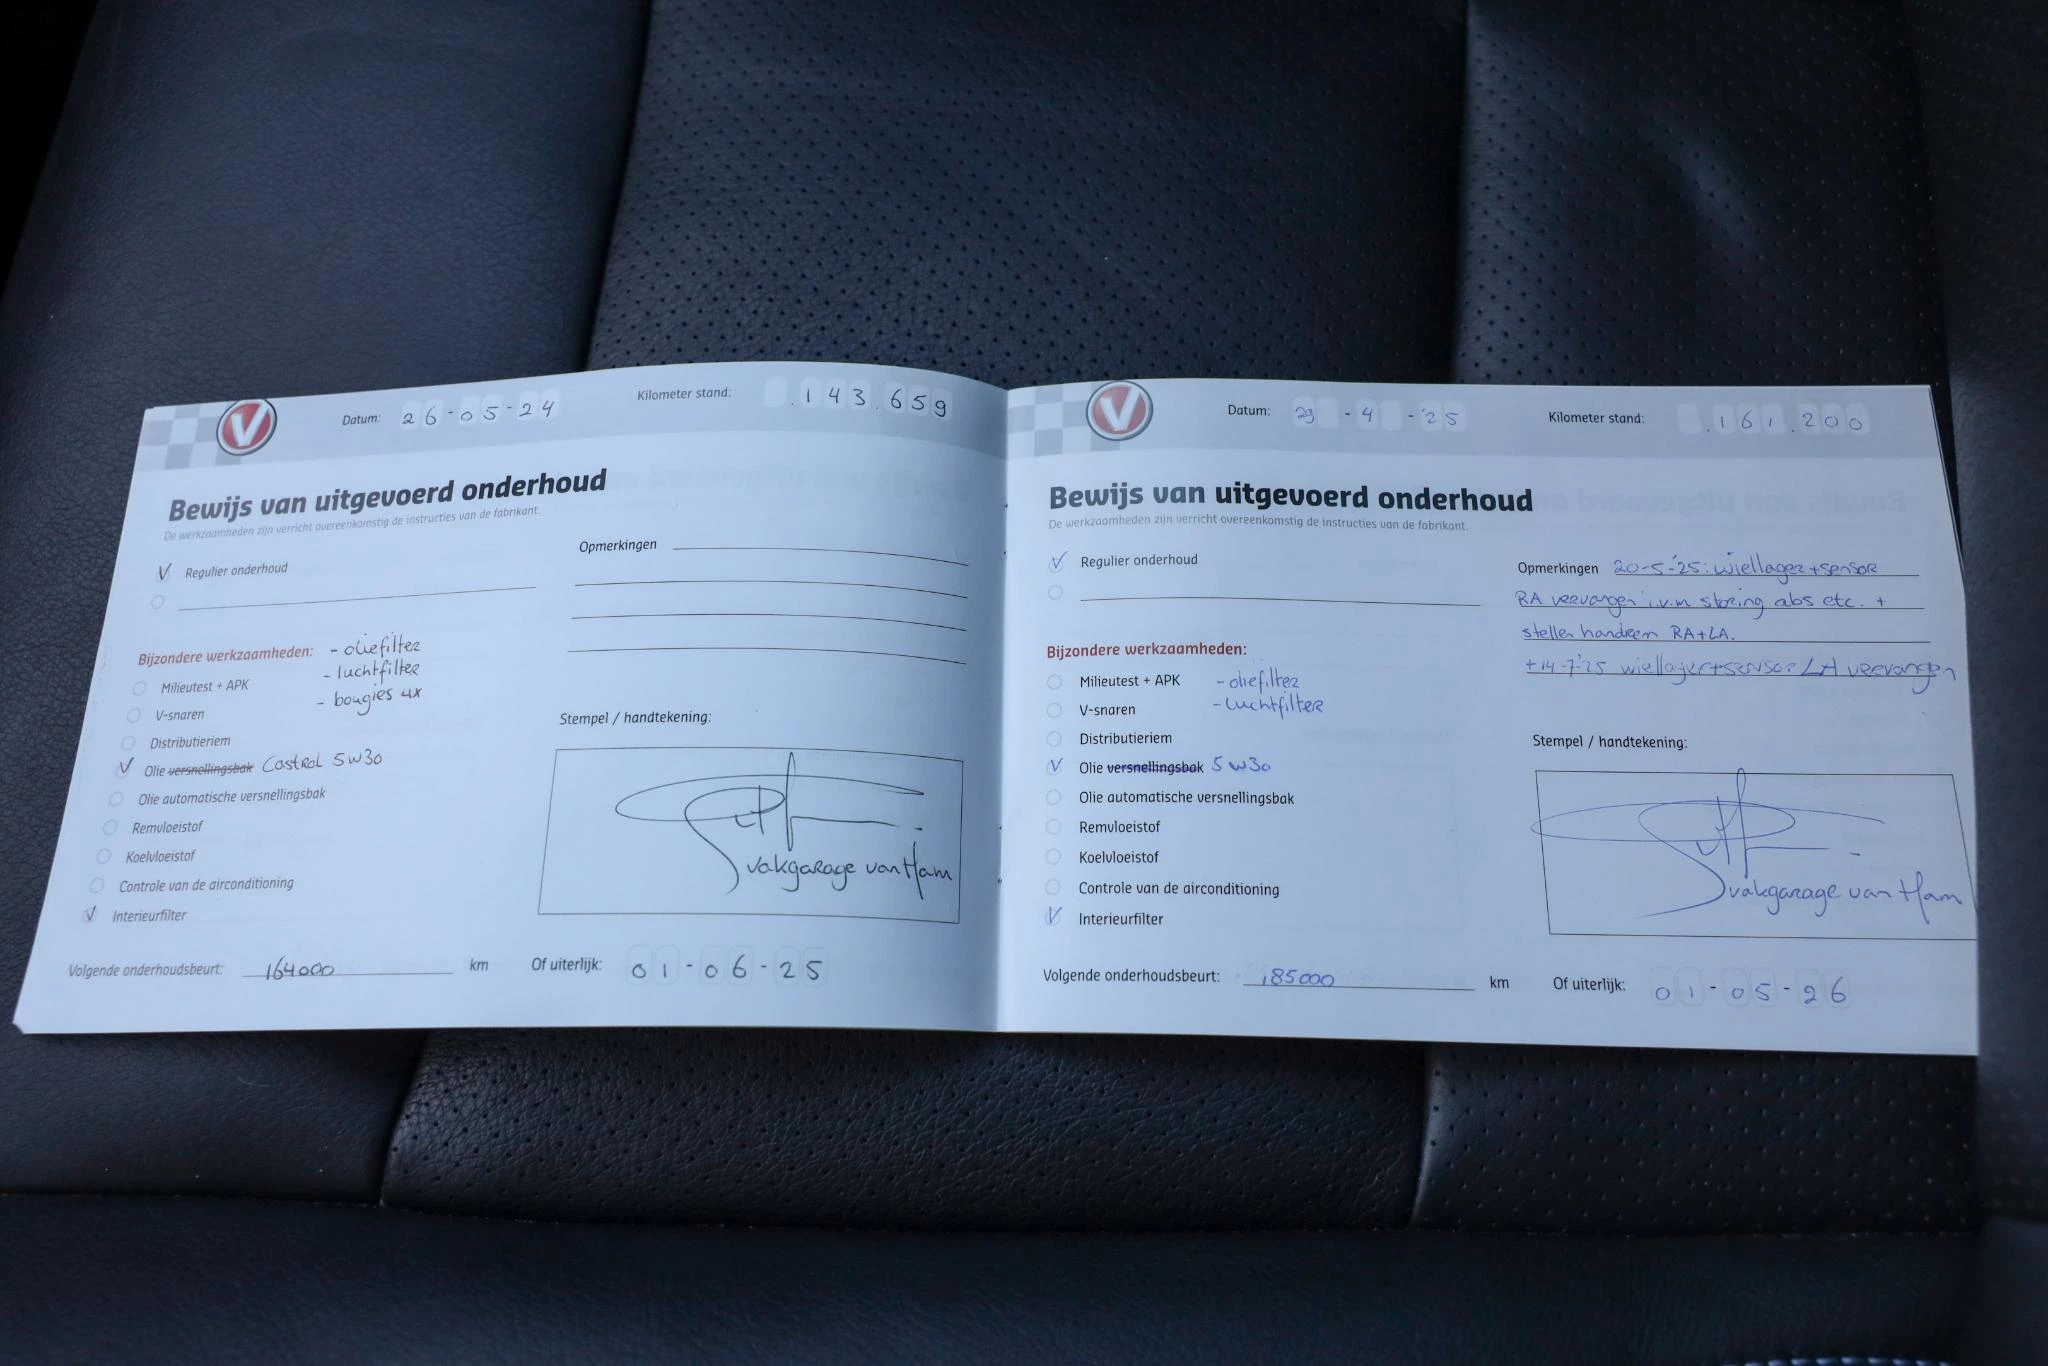 V
Datum: 26-05-24
Kilometer stand: .143.659
Bewijs van uitgevoerd onderhoud
De werkzaamheden zijn verricht overeenkomstig de instructies van de fabrikant.
V Regulier onderhoud
Opmerkingen
Bijzondere werkzaamheden:
- oliefilter
- luchtfilter
- bougies 4x
Milieutest + APK
V-snaren
Distributieriem
V Olie versnellingsbak Castrol 5w30
Olie automatische versnellingsbak
Remvloeistof
Koelvloeistof
Controle van de airconditioning
V Interieurfilter
Stempel / handtekening:
vakgarage van Ham
Volgende onderhoudsbeurt: 164000 km
Of uiterlijk: 01-06-25
V
Datum: 29-4-'25
Kilometer stand: .161.200
Bewijs van uitgevoerd onderhoud
De werkzaamheden zijn verricht overeenkomstig de instructies van de fabrikant.
V Regulier onderhoud
Opmerkingen 20-5-'25: wiellager+sensor
RA vervangen i.v.m storing abs etc. +
stellen handrem RA+LA.
+14-7-'25 wiellager+sensor LA vervangen
Bijzondere werkzaamheden:
Milieutest + APK - oliefilter
V-snaren - luchtfilter
Distributieriem
V Olie versnellingsbak 5w30
Olie automatische versnellingsbak
Remvloeistof
Koelvloeistof
Controle van de airconditioning
V Interieurfilter
Stempel / handtekening:
vakgarage van Ham
Volgende onderhoudsbeurt: 185000 km
Of uiterlijk: 01-05-26